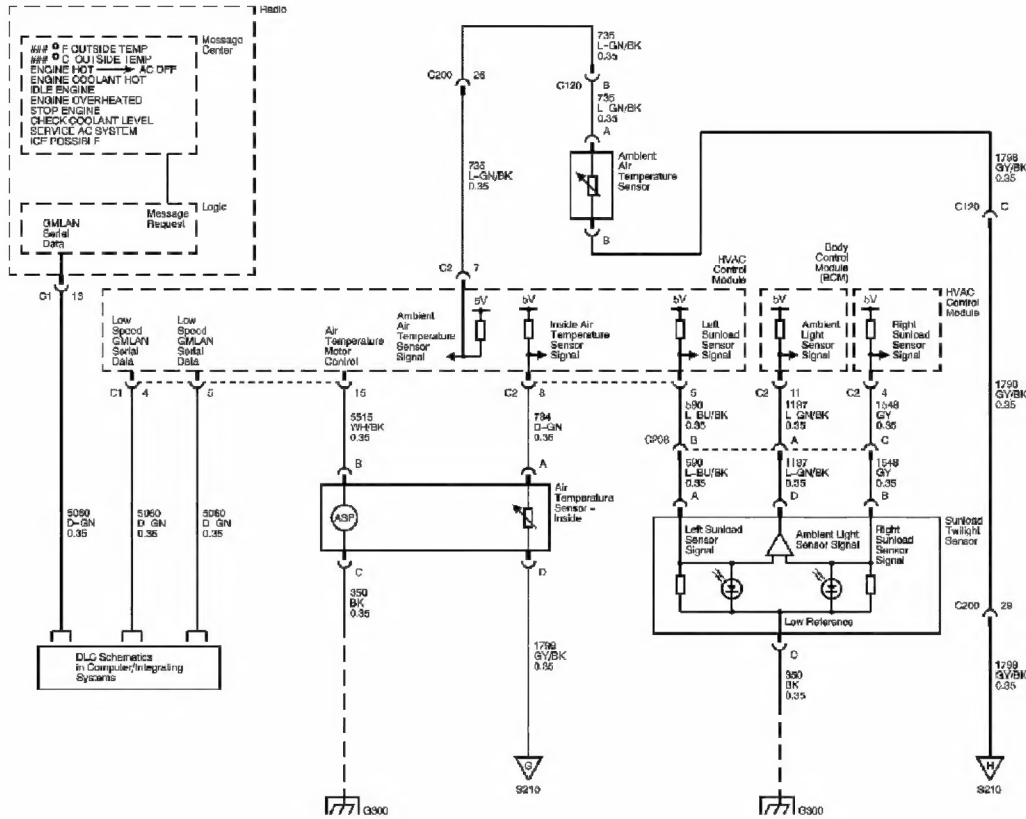 Radio
Message
Center
### °F OUTSIDE TEMP
### °C OUTSIDE TEMP
ENGINE HOT → AC OFF
ENGINE COOLANT HOT
IDLE ENGINE
ENGINE OVERHEATED
STOP ENGINE
CHECK COOLANT LEVEL
SERVICE AC SYSTEM
ICE POSSIBLE
Logic
Message
Request
GMLAN
Serial
Data
C1 13
735
L-GN/BK
0.35
C200 26
C120 B
735
L-GN/BK
0.35
A
Ambient
Air
Temperature
Sensor
B
735
L-GN/BK
0.35
1798
GY/BK
0.35
C120 C
C2 7
HVAC
Control
Module
Body
Control
Module
(BCM)
HVAC
Control
Module
Low
Speed
GMLAN
Serial
Data
Low
Speed
GMLAN
Serial
Data
Air
Temperature
Motor
Control
Ambient
Air
Temperature
Sensor
Signal
5V
5V
Inside Air
Temperature
Sensor
Signal
5V
Left
Sunload
Sensor
Signal
5V
Ambient
Light
Sensor
Signal
5V
Right
Sunload
Sensor
Signal
C1 4
5
15
C2 8
5
C2 11
C2 4
5515
WH/BK
0.35
734
D-GN
0.35
590
L-BU/BK
0.35
1187
L-GN/BK
0.35
1548
GY
0.35
1790
GY/BK
0.35
C208 B
A
C
590
L-BU/BK
0.35
1187
L-GN/BK
0.35
1548
GY
0.35
B
A
A
D
B
Air
Temperature
Sensor –
Inside
ASP
5060
D-GN
0.35
5060
D-GN
0.35
5060
D-GN
0.35
Left Sunload
Sensor
Signal
Ambient Light
Sensor Signal
Right
Sunload
Sensor
Signal
Sunload
Twilight
Sensor
Low Reference
C
D
C
350
BK
0.35
1798
GY/BK
0.35
350
BK
0.35
C200 29
1798
GY/BK
0.35
DLC Schematics
in Computer/Integrating
Systems
G
S210
H
S210
G300
G300